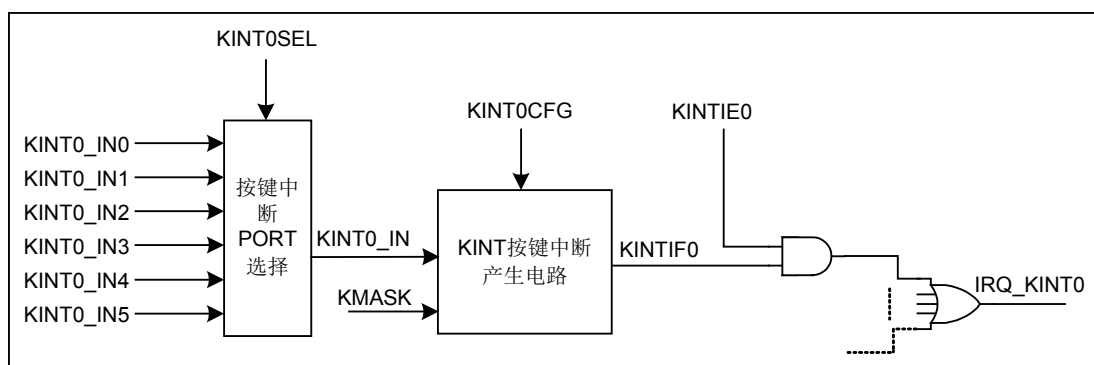 KINT0SEL
KINT0CFG
KINTIE0
KINT0_IN0
KINT0_IN1
KINT0_IN2
KINT0_IN3
KINT0_IN4
KINT0_IN5
按键中
断
PORT
选择
KINT0_IN
KMASK
KINT按键中断
产生电路
KINTIF0
IRQ_KINT0